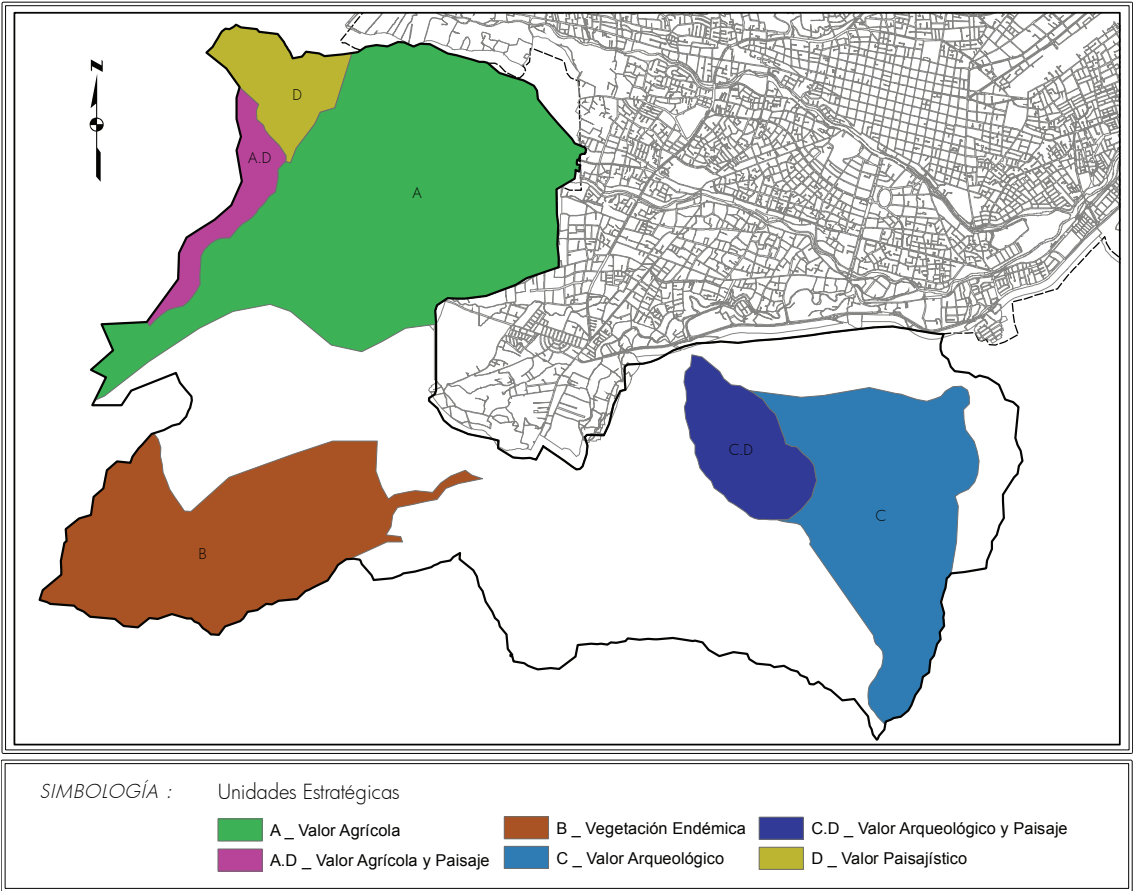 N
D
A.D
A
C.D
C
B
SIMBOLOGÍA :
Unidades Estratégicas
A _ Valor Agrícola
B _ Vegetación Endémica
C.D _ Valor Arqueológico y Paisaje
A.D _ Valor Agrícola y Paisaje
C _ Valor Arqueológico
D _ Valor Paisajístico